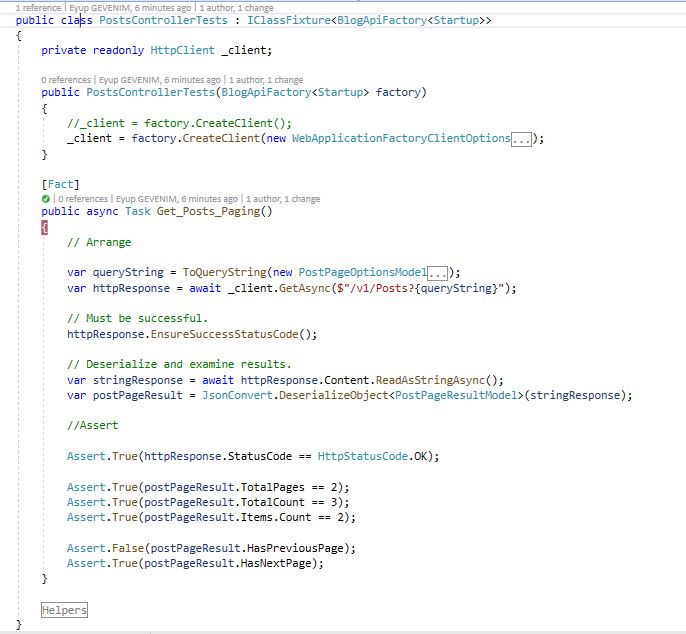 1 reference | Eyup GEVENIM, 6 minutes ago | 1 author, 1 change
public class PostsControllerTests : IClassFixture<BlogApiFactory<Startup>>
{
private readonly HttpClient _client;
0 references | Eyup GEVENIM, 6 minutes ago | 1 author, 1 change
public PostsControllerTests(BlogApiFactory<Startup> factory)
{
//_client = factory.CreateClient();
_client = factory.CreateClient(new WebApplicationFactoryClientOptions...);
}
[Fact]
0 references | Eyup GEVENIM, 6 minutes ago | 1 author, 1 change
public async Task Get_Posts_Paging()
{
// Arrange
var queryString = ToQueryString(new PostPageOptionsModel...);
var httpResponse = await _client.GetAsync($"/v1/Posts?{queryString}");
// Must be successful.
httpResponse.EnsureSuccessStatusCode();
// Deserialize and examine results.
var stringResponse = await httpResponse.Content.ReadAsStringAsync();
var postPageResult = JsonConvert.DeserializeObject<PostPageResultModel>(stringResponse);
//Assert
Assert.True(httpResponse.StatusCode == HttpStatusCode.OK);
Assert.True(postPageResult.TotalPages == 2);
Assert.True(postPageResult.TotalCount == 3);
Assert.True(postPageResult.Items.Count == 2);
Assert.False(postPageResult.HasPreviousPage);
Assert.True(postPageResult.HasNextPage);
}
Helpers
}